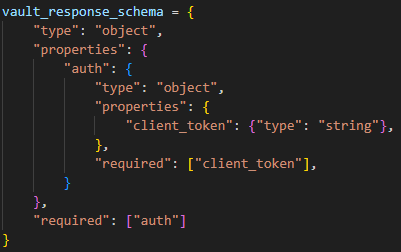 vault_response_schema = {
    "type": "object",
    "properties": {
        "auth": {
            "type": "object",
            "properties": {
                "client_token": {"type": "string"},
            },
            "required": ["client_token"],
        }
    },
    "required": ["auth"]
}